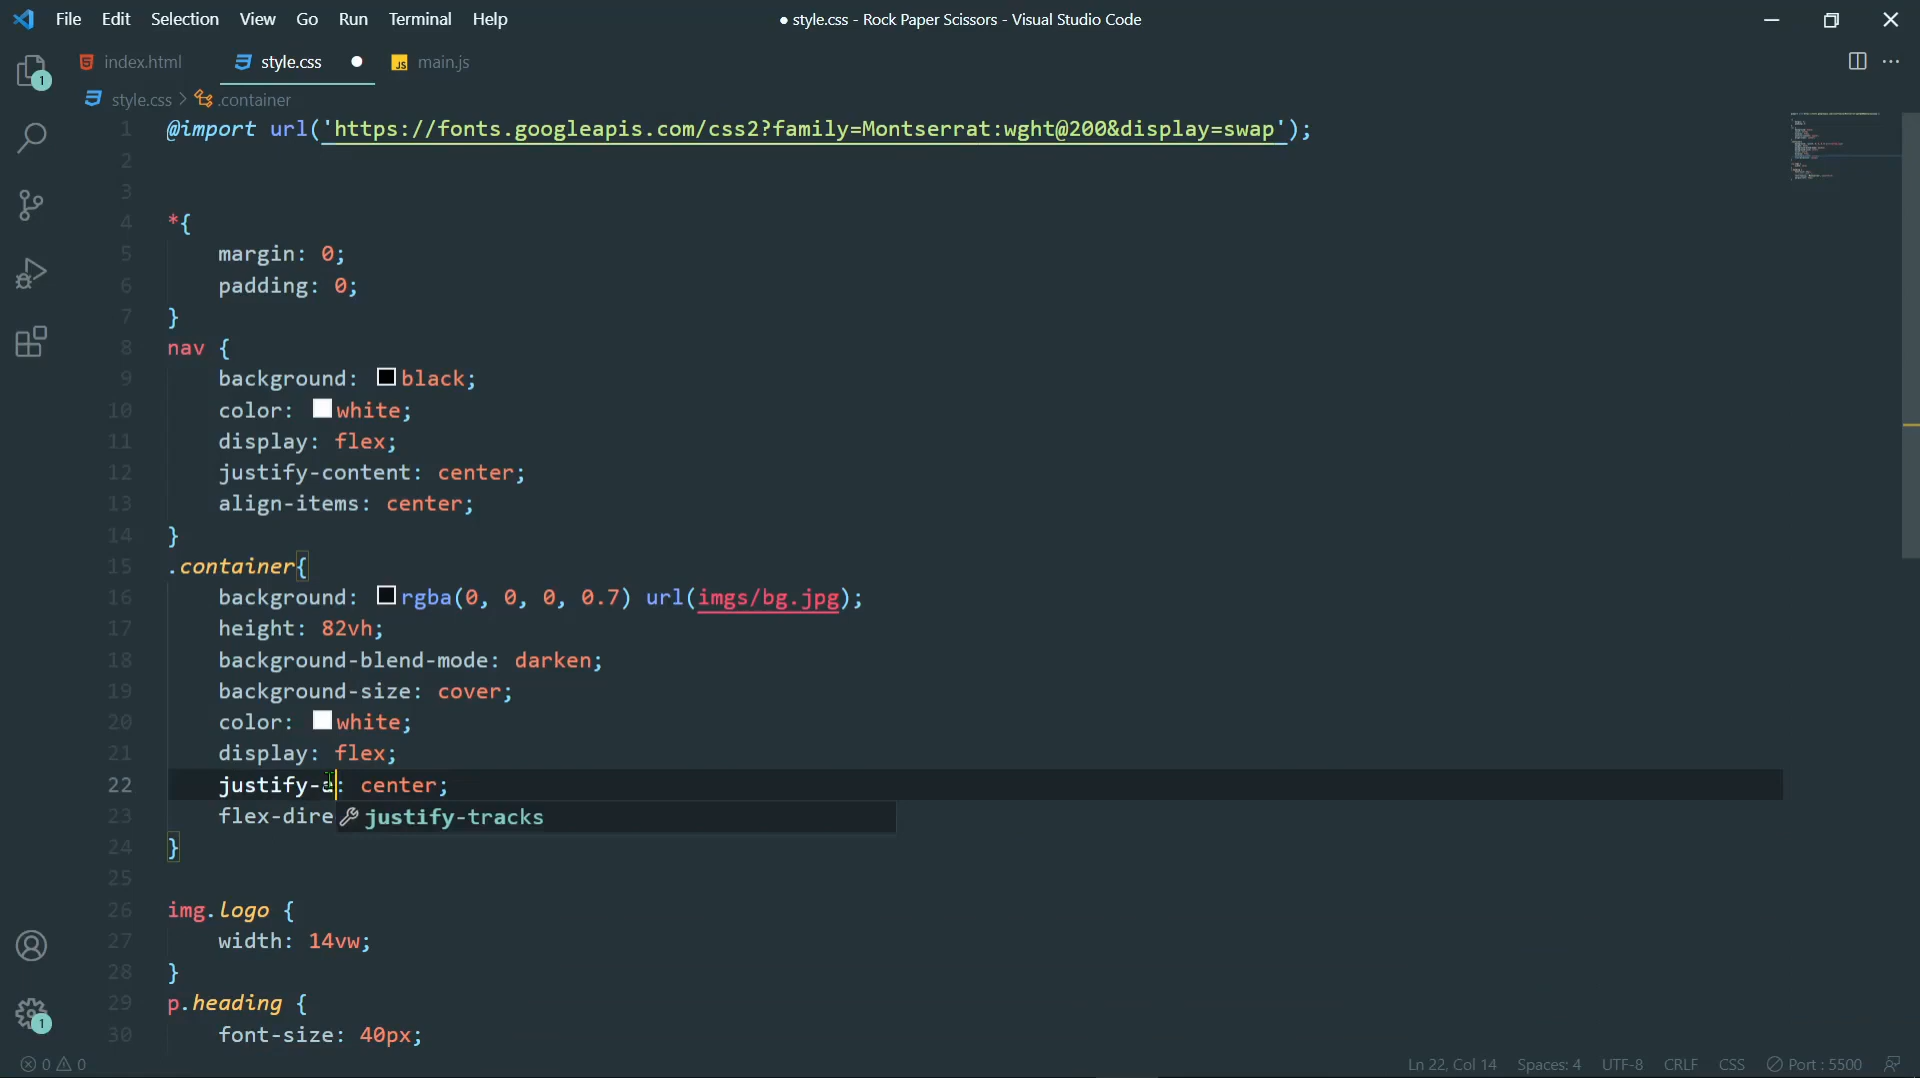 File Edit Selection View Go Run Terminal Help
● style.css - Rock Paper Scissors - Visual Studio Code
1
index.html
style.css
JS main.js
style.css > .container
1 @import url('https://fonts.googleapis.com/css2?family=Montserrat:wght@200&display=swap');
2
3
4 *{
5 margin: 0;
6 padding: 0;
7 }
8 nav {
9 background: black;
10 color: white;
11 display: flex;
12 justify-content: center;
13 align-items: center;
14 }
15 .container{
16 background: rgba(0, 0, 0, 0.7) url(imgs/bg.jpg);
17 height: 82vh;
18 background-blend-mode: darken;
19 background-size: cover;
20 color: white;
21 display: flex;
22 justify-a: center;
23 flex-dire
justify-tracks
24 }
25
26 img.logo {
27 width: 14vw;
28 }
29 p.heading {
30 font-size: 40px;
1
0 0
Ln 22, Col 14 Spaces: 4 UTF-8 CRLF CSS Port : 5500